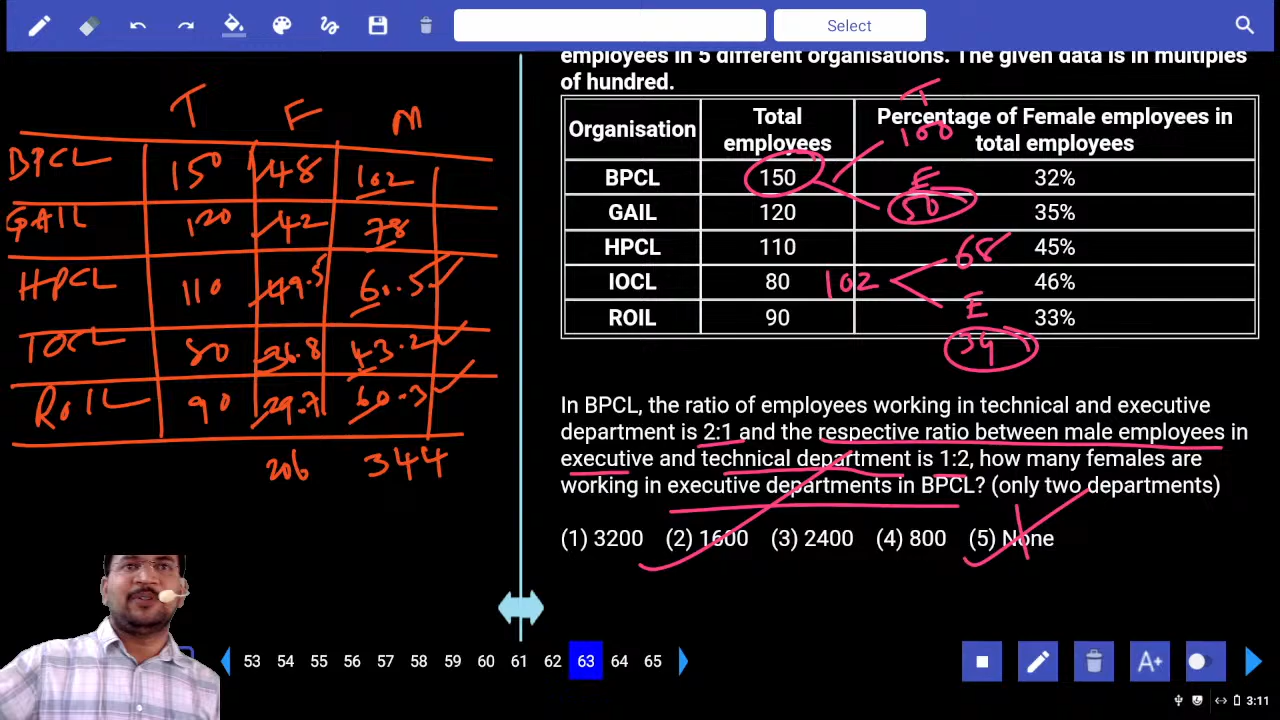 Select
employees in 5 different organisations. The given data is in multiples
of hundred.
Organisation Total employees Percentage of Female employees in total employees
BPCL 150 32%
GAIL 120 35%
HPCL 110 45%
IOCL 80 46%
ROIL 90 33%
T
100
E
50
102
68
E
34
T F M
BPCL 150 48 102
GAIL 120 42 78
HPCL 110 49.5 60.5
IOCL 80 36.8 43.2
ROIL 90 29.7 60.3
206 344
In BPCL, the ratio of employees working in technical and executive
department is 2:1 and the respective ratio between male employees in
executive and technical department is 1:2, how many females are
working in executive departments in BPCL? (only two departments)
(1) 3200 (2) 1600 (3) 2400 (4) 800 (5) None
53 54 55 56 57 58 59 60 61 62 63 64 65
A+
3:11